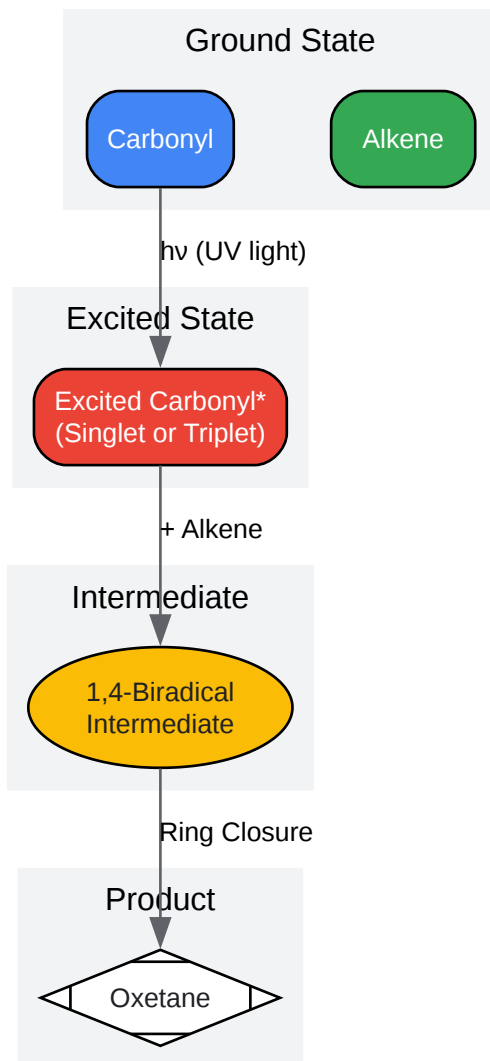 Ground State
Carbonyl
Alkene
hν (UV light)
Excited State
Excited Carbonyl*
(Singlet or Triplet)
+ Alkene
Intermediate
1,4-Biradical
Intermediate
Ring Closure
Product
Oxetane